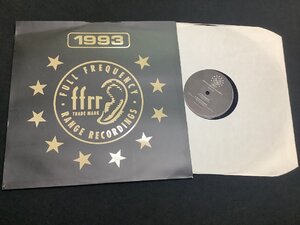 1993
· FULL FREQUENCY ·
ffrr
TRADE MARK
RANGE RECORDINGS